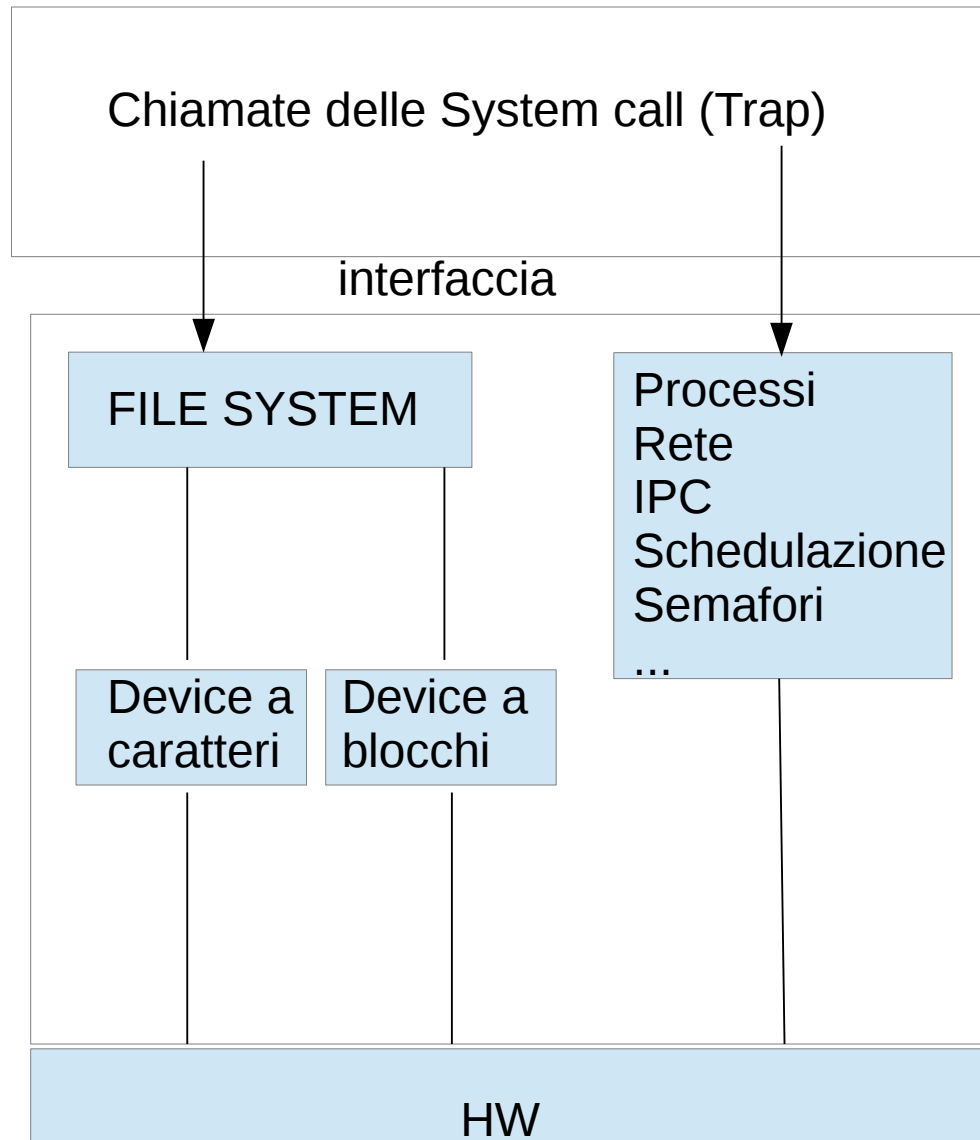 Chiamate delle System call (Trap)
interfaccia
FILE SYSTEM
Processi
Rete
IPC
Schedulazione
Semafori
...
Device a
caratteri
Device a
blocchi
HW